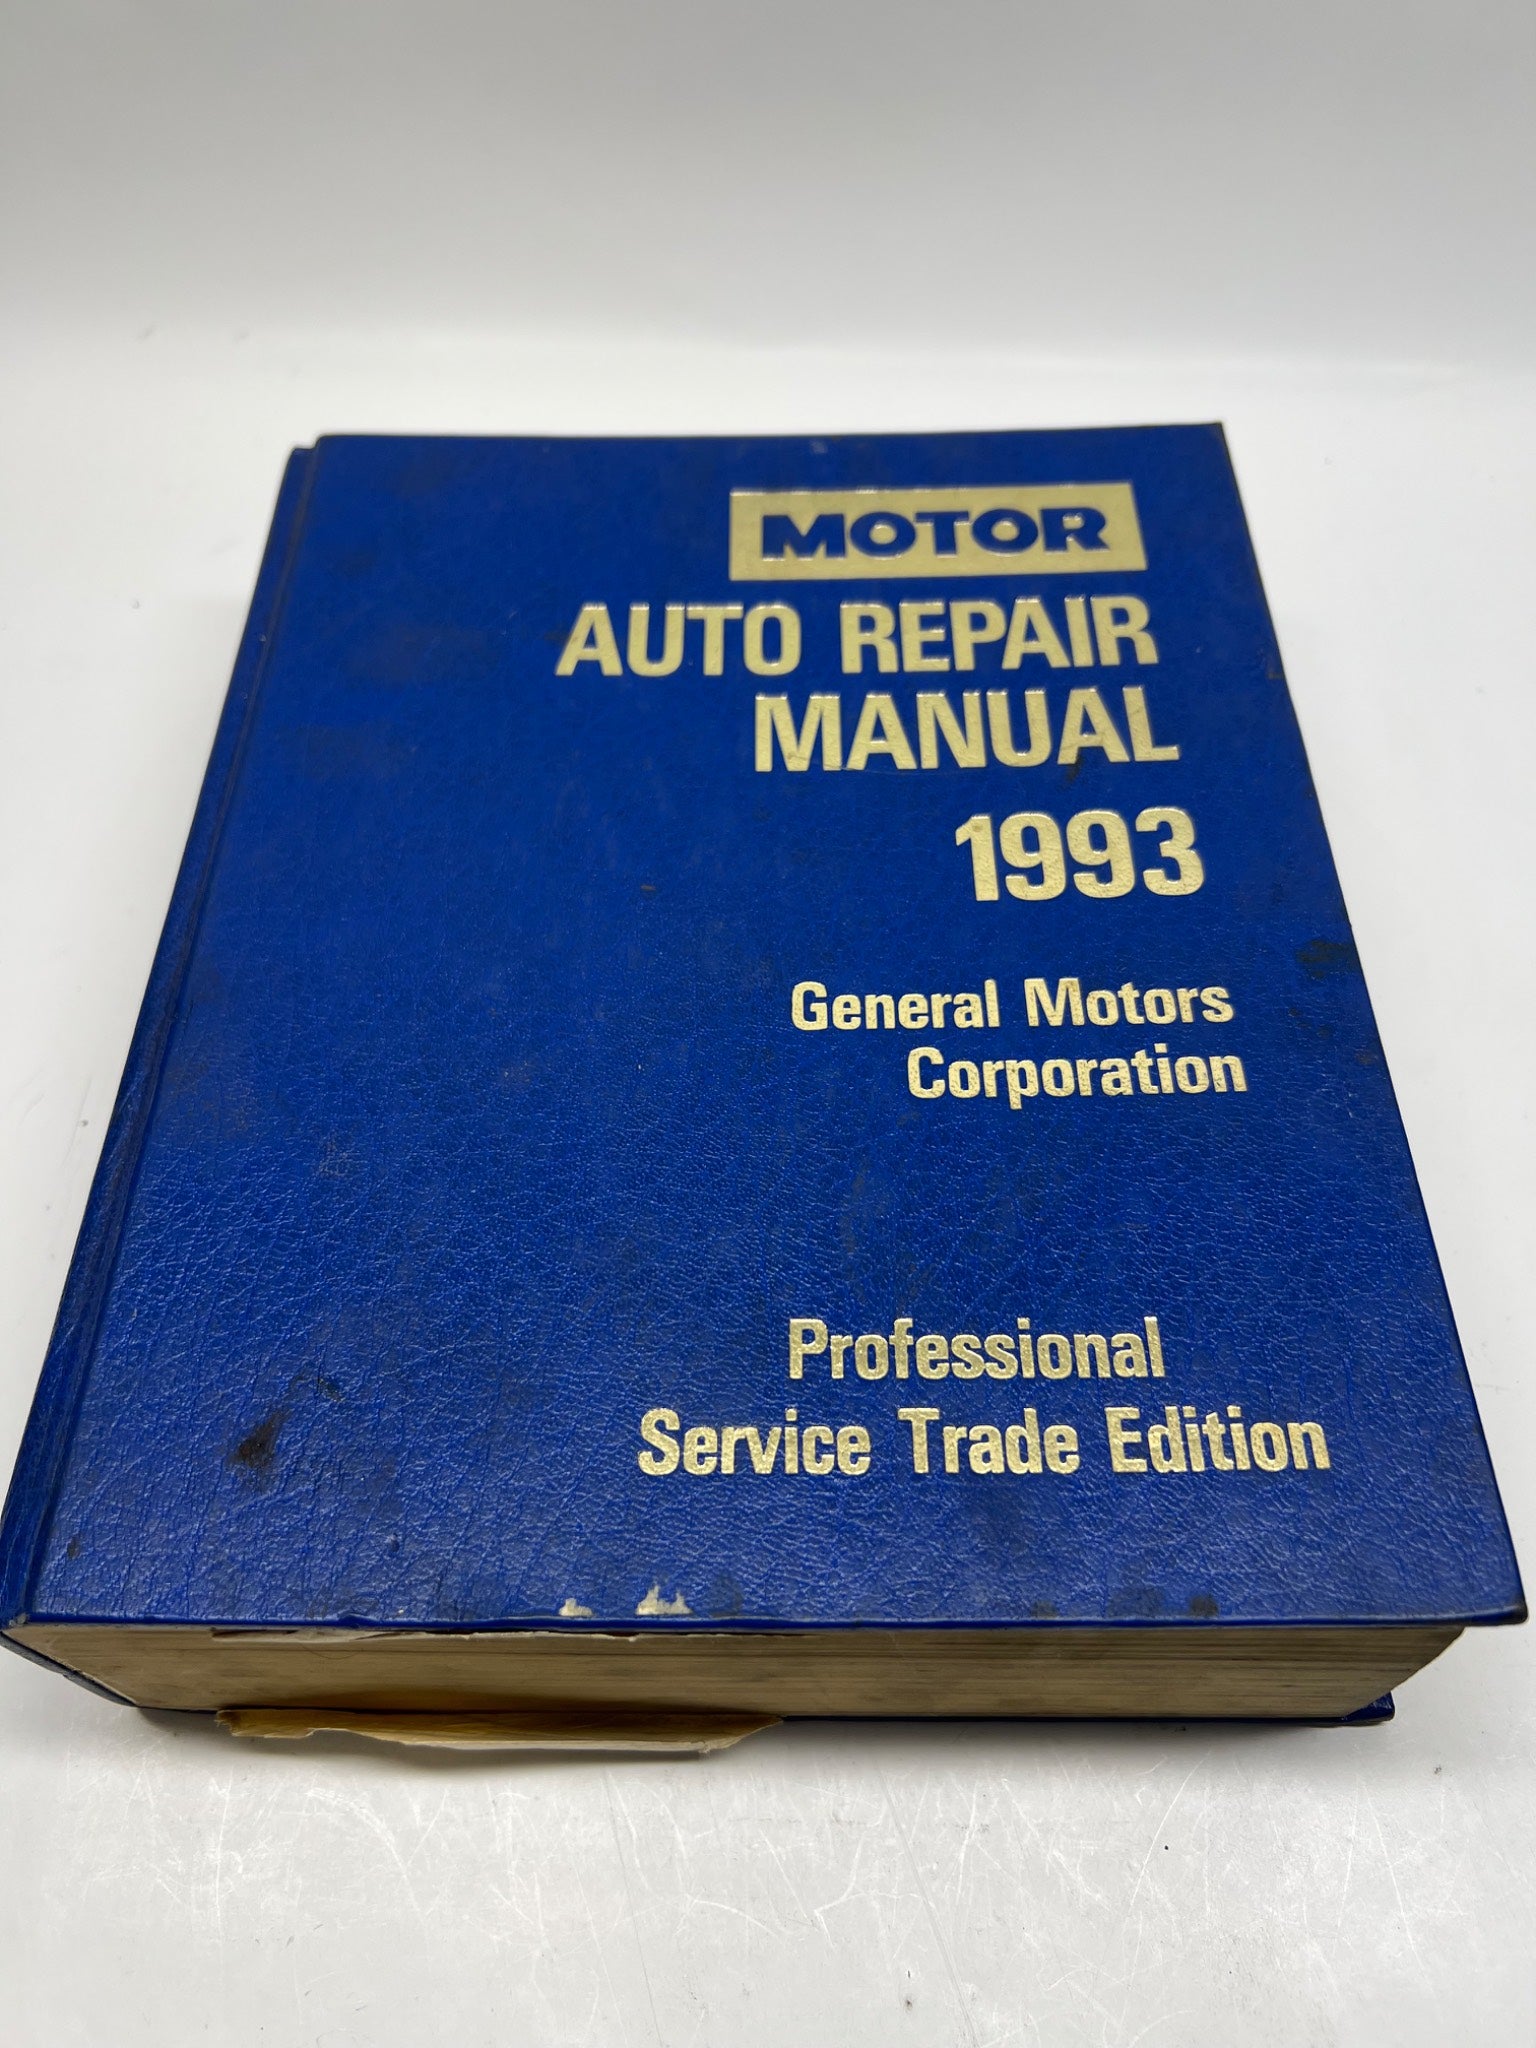 MOTOR
AUTO REPAIR
MANUAL
1993
General Motors
Corporation
Professional
Service Trade Edition